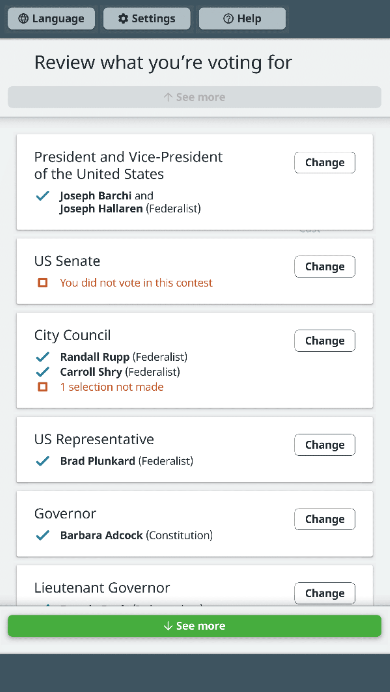 Language
Settings
Help
Review what you’re voting for
See more
President and Vice-President
of the United States
Change
Joseph Barchi and
Joseph Hallaren (Federalist)
US Senate
Change
You did not vote in this contest
City Council
Change
Randall Rupp (Federalist)
Carroll Shry (Federalist)
1 selection not made
US Representative
Change
Brad Plunkard (Federalist)
Governor
Change
Barbara Adcock (Constitution)
Lieutenant Governor
Change
See more